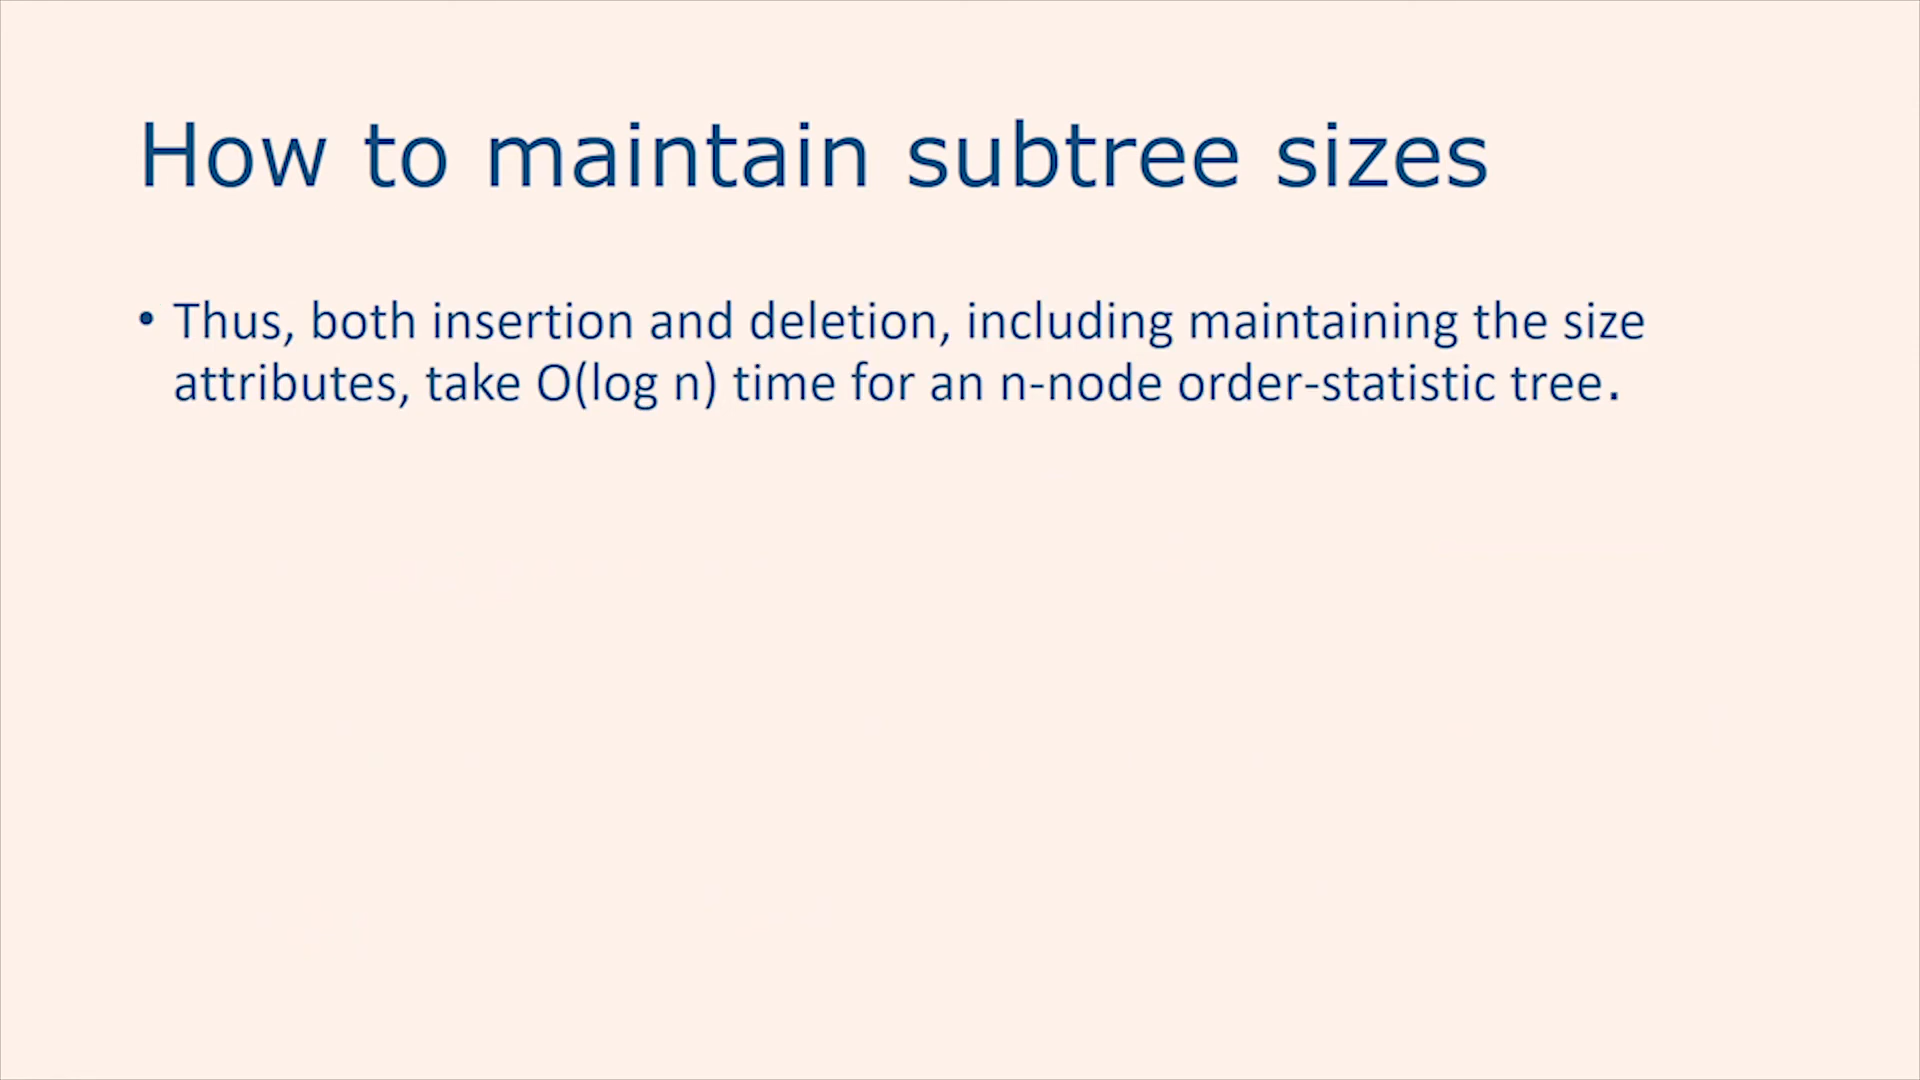 How to maintain subtree sizes
• Thus, both insertion and deletion, including maintaining the size
attributes, take O(log n) time for an n-node order-statistic tree.